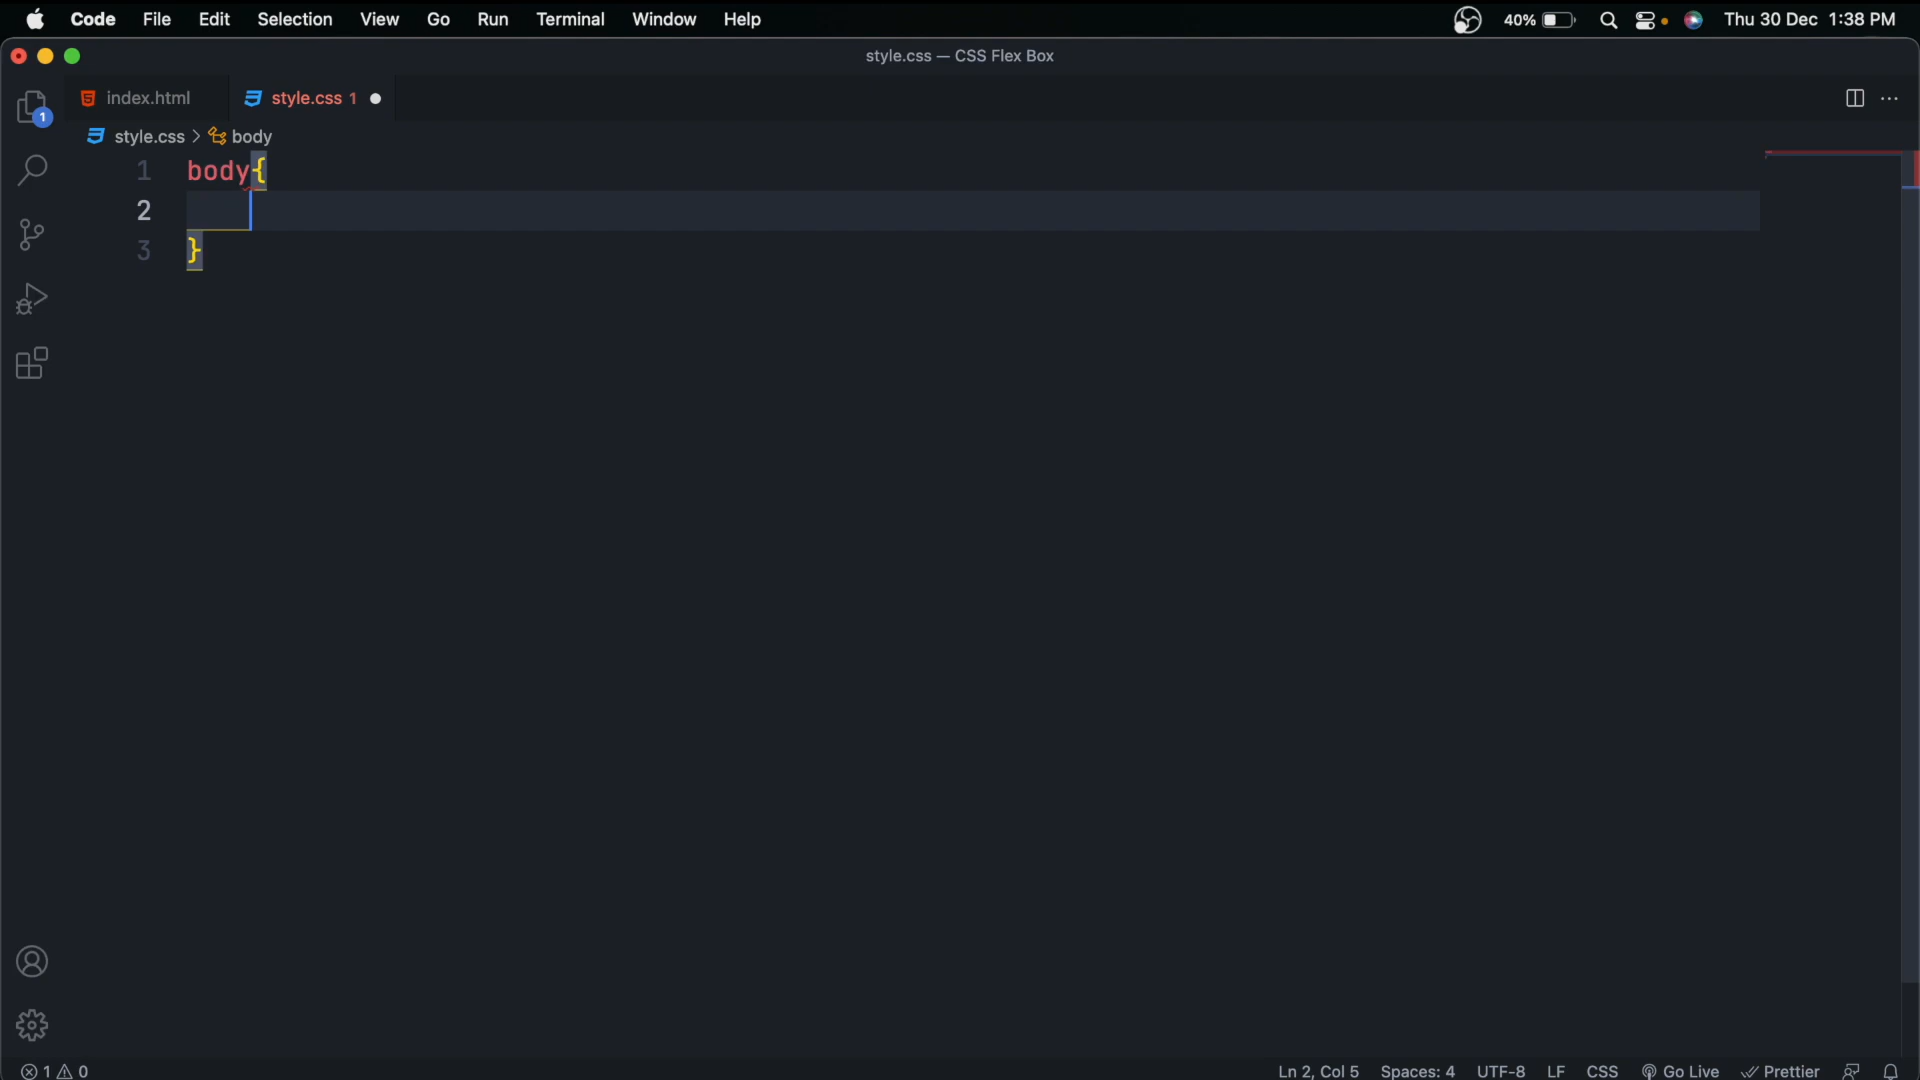 Code File Edit Selection View Go Run Terminal Window Help 40% Thu 30 Dec 1:38 PM
style.css — CSS Flex Box
index.html style.css 1
style.css > body
1
1 body{
2
3 }
1 0 Ln 2, Col 5 Spaces: 4 UTF-8 LF CSS Go Live Prettier